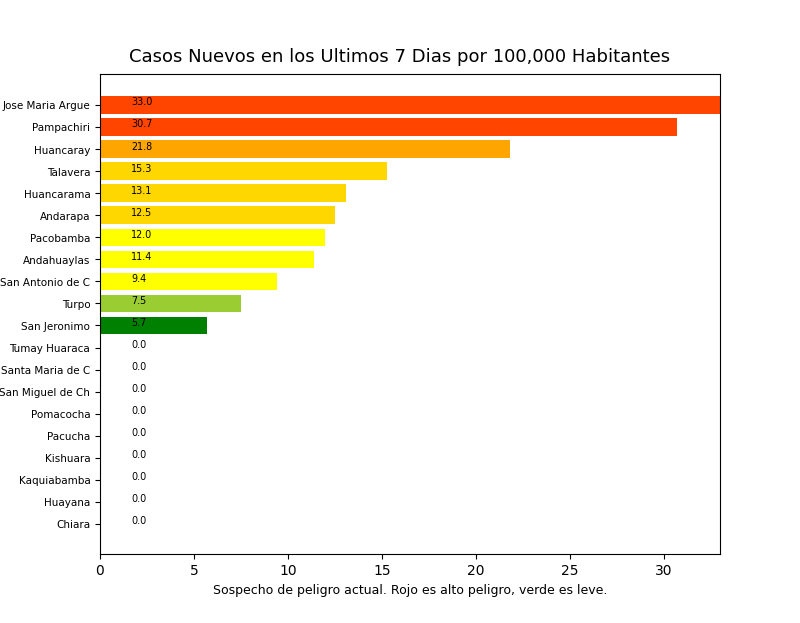 Casos Nuevos en los Ultimos 7 Dias por 100,000 Habitantes
Jose Maria Argue 33.0
Pampachiri 30.7
Huancaray 21.8
Talavera 15.3
Huancarama 13.1
Andarapa 12.5
Pacobamba 12.0
Andahuaylas 11.4
San Antonio de C 9.4
Turpo 7.5
San Jeronimo 5.7
Tumay Huaraca 0.0
Santa Maria de C 0.0
San Miguel de Ch 0.0
Pomacocha 0.0
Pacucha 0.0
Kishuara 0.0
Kaquiabamba 0.0
Huayana 0.0
Chiara 0.0
0 5 10 15 20 25 30
Sospecho de peligro actual. Rojo es alto peligro, verde es leve.